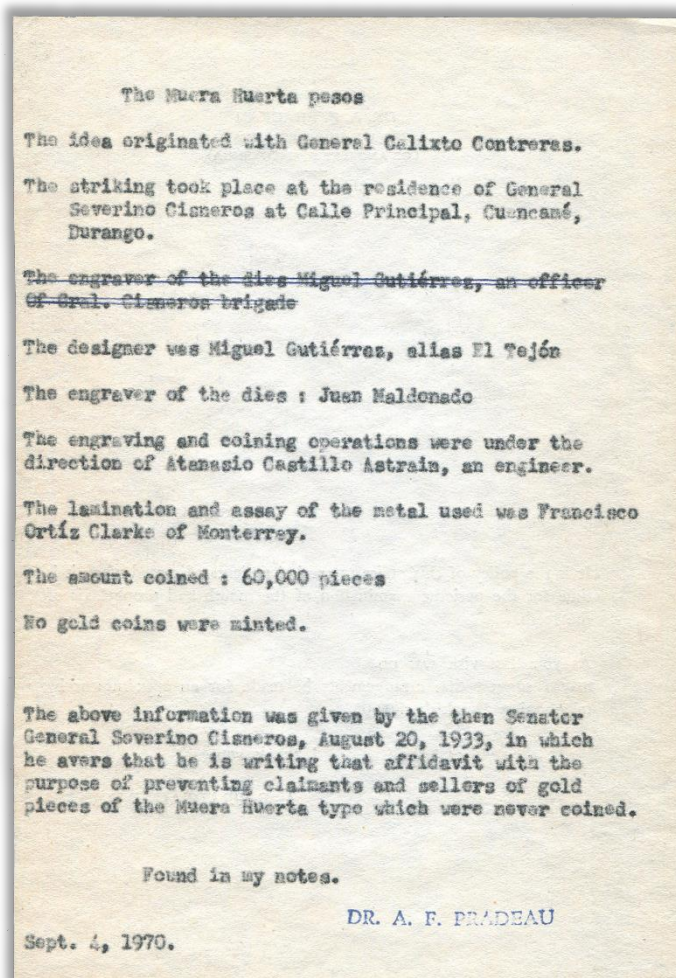 The Muera Huerta pesos
The idea originated with General Calixto Contreras.
The striking took place at the residence of General
Severino Cisneros at Calle Principal, Cuencamé,
Durango.
The engraver of the dies Miguel Gutiérrez, an officer
Of Gral. Cisneros brigade
The designer was Miguel Gutiérrez, alias El Tejón
The engraver of the dies : Juan Maldonado
The engraving and coining operations were under the
direction of Atanasio Castillo Astrain, an engineer.
The lamination and assay of the metal used was Francisco
Ortíz Clarke of Monterrey.
The amount coined : 60,000 pieces
No gold coins were minted.
The above information was given by the then Senator
General Severino Cisneros, August 20, 1933, in which
he avers that he is writing that affidavit with the
purpose of preventing claimants and sellers of gold
pieces of the Muera Huerta type which were never coined.
Found in my notes.
DR. A. F. PRADEAU
Sept. 4, 1970.